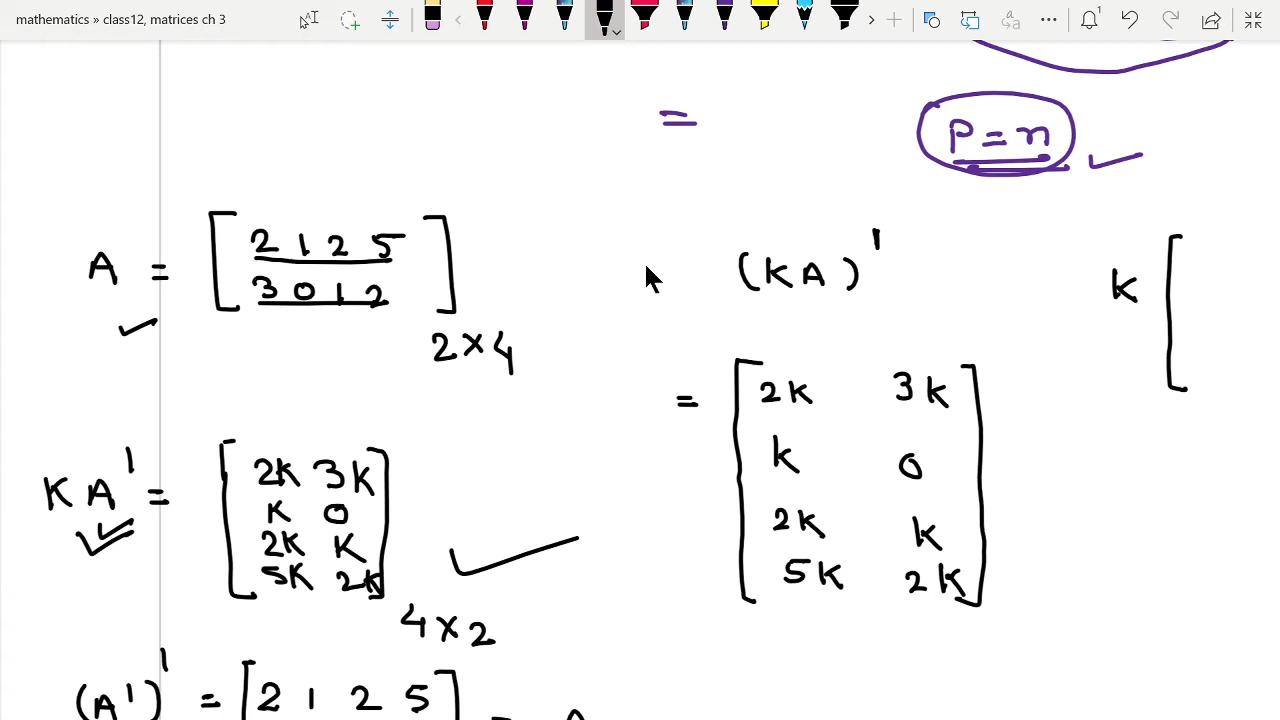 mathematics » class12, matrices ch 3
=
P = n
A = [ 2 1 2 5
3 0 1 2 ] 2 × 4
(KA)'
K [
KA' = [ 2K 3K
K 0
2K K
5K 2K ] 4 × 2
= [ 2K 3K
K 0
2K K
5K 2K ]
(A')' = [ 2 1 2 5 ]